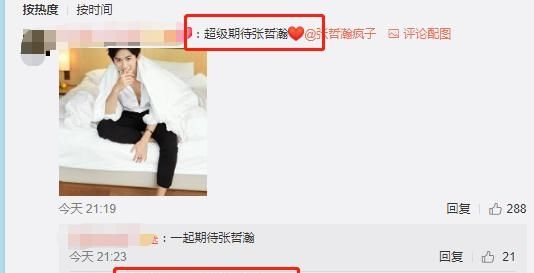 按热度 | 按时间
：超级期待张哲瀚❤@张哲瀚疯子 评论配图
今天 21:19 回复 288
：一起期待张哲瀚
今天 21:23 回复 21